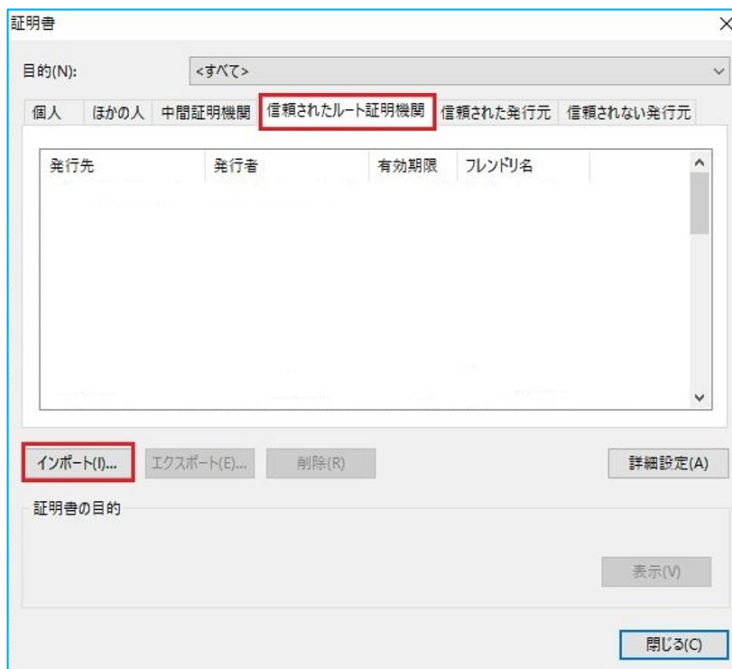 証明書
目的(N): <すべて>
個人 ほかの人 中間証明機関 信頼されたルート証明機関 信頼された発行元 信頼されない発行元
発行先 発行者 有効期限 フレンドリ名
インポート(I)... エクスポート(E)... 削除(R) 詳細設定(A)
証明書の目的
表示(V)
閉じる(C)